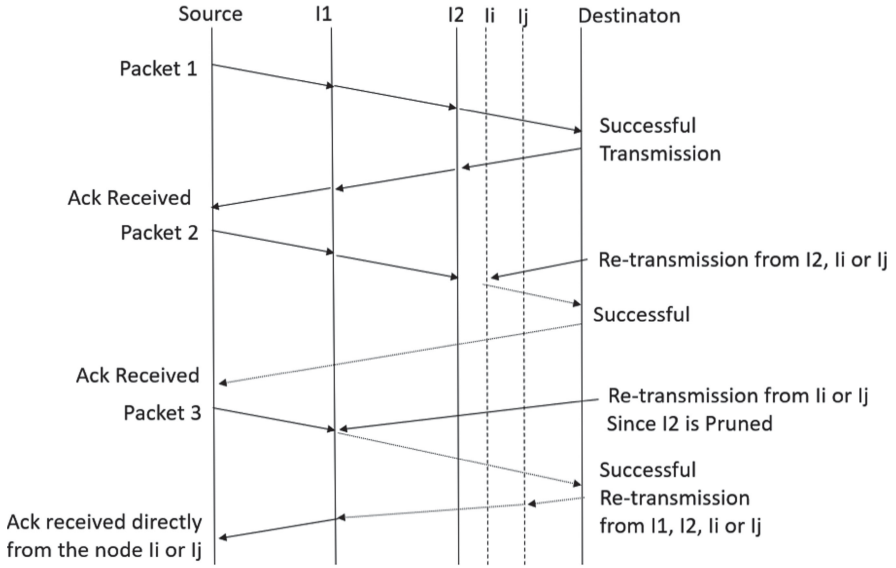 Source I1 I2 Ii Ij Destinaton
Packet 1
Successful
Transmission
Ack Received
Packet 2
Re-transmission from I2, Ii or Ij
Successful
Ack Received
Re-transmission from Ii or Ij
Packet 3
Since I2 is Pruned
Successful
Re-transmission
from I1, I2, Ii or Ij
Ack received directly
from the node Ii or Ij